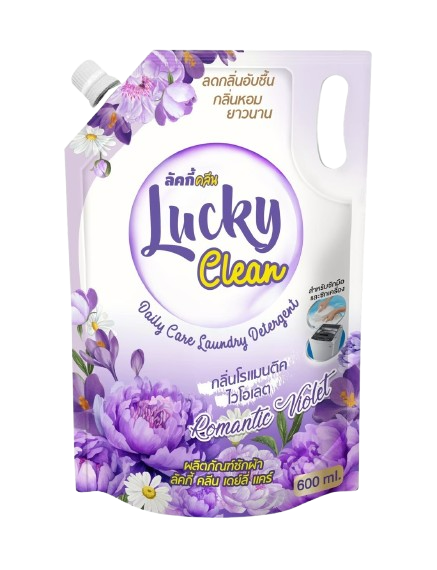 ลดกลิ่นอับชื้น
กลิ่นหอม
ยาวนาน
ลัคกี้คลีน
Lucky
Clean
Daily Care Laundry Detergent
สำหรับซักมือ
และซักเครื่อง
กลิ่นโรแมนติค
ไวโอเลต
Romantic Violet
ผลิตภัณฑ์ซักผ้า
ลัคกี้ คลีน เดย์ลี่ แคร์
600 ml.